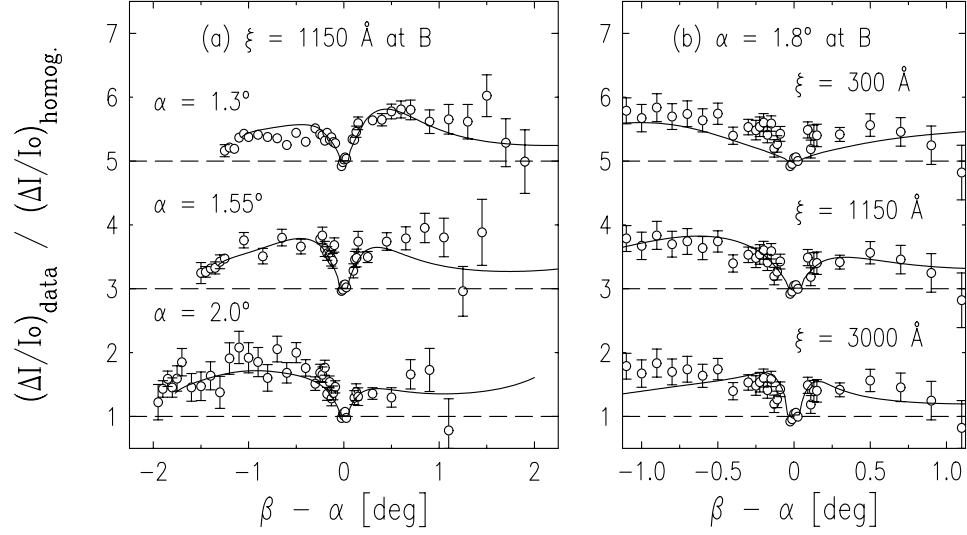 (ΔI/Io)data / (ΔI/Io)homog.
(a) ξ = 1150 Å at B
α = 1.3°
α = 1.55°
α = 2.0°
7
6
5
4
3
2
1
−2
−1
0
1
2
β − α [deg]
(b) α = 1.8° at B
ξ = 300 Å
ξ = 1150 Å
ξ = 3000 Å
7
6
5
4
3
2
1
−1.0
−0.5
0
0.5
1.0
β − α [deg]